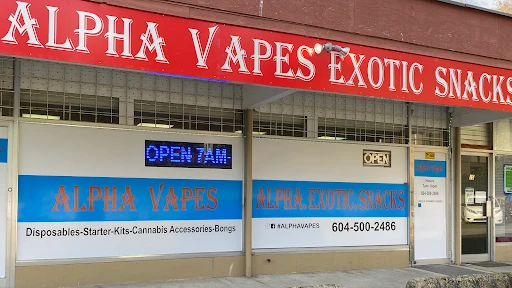 ALPHA VAPES EXOTIC SNACKS
OPEN 7AM-
OPEN
ALPHA VAPES
ALPHA.EXOTIC.SNACKS
Disposables-Starter-Kits-Cannabis Accessories-Bongs
#ALPHAVAPES
604-500-2486